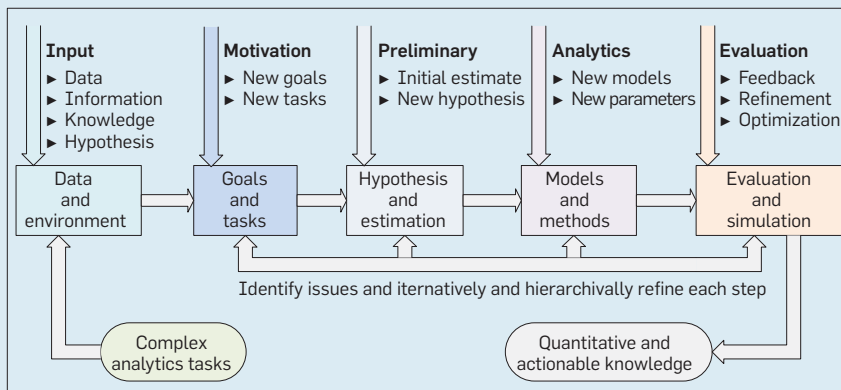 Input
► Data
► Information
► Knowledge
► Hypothesis
Motivation
► New goals
► New tasks
Preliminary
► Initial estimate
► New hypothesis
Analytics
► New models
► New parameters
Evaluation
► Feedback
► Refinement
► Optimization
Data
and
environment
Goals
and
tasks
Hypothesis
and
estimation
Models
and
methods
Evaluation
and
simulation
Identify issues and iternatively and hierarchivally refine each step
Complex
analytics tasks
Quantitative and
actionable knowledge